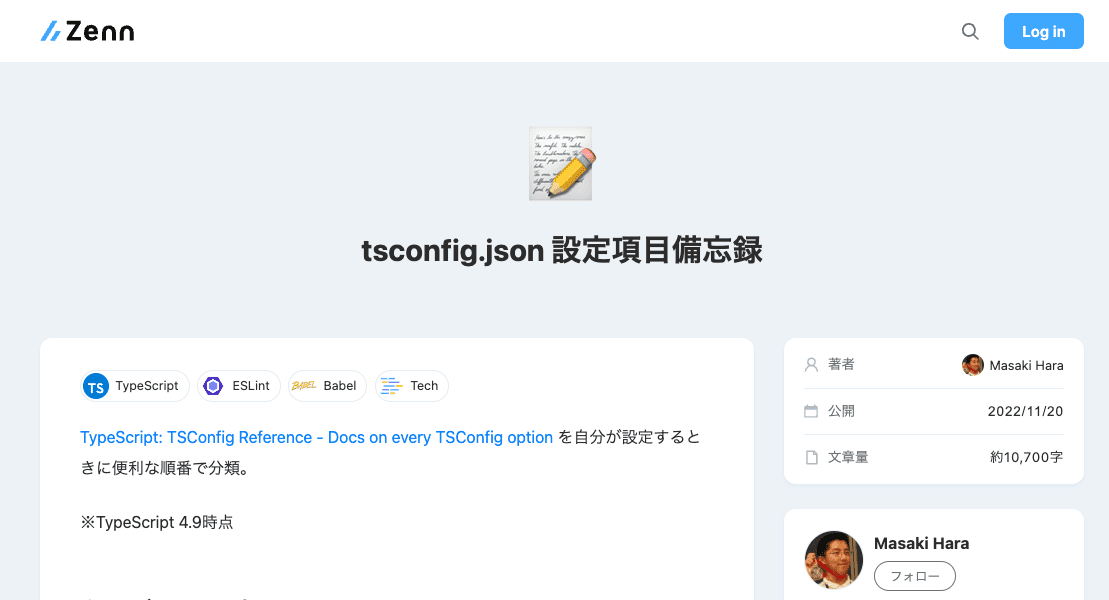 Zenn
Log in
tsconfig.json 設定項目備忘録
TypeScript ESLint Babel Tech
TypeScript: TSConfig Reference - Docs on every TSConfig option を自分が設定すると
きに便利な順番で分類。
※TypeScript 4.9時点
著者 Masaki Hara
公開 2022/11/20
文章量 約10,700字
Masaki Hara
フォロー